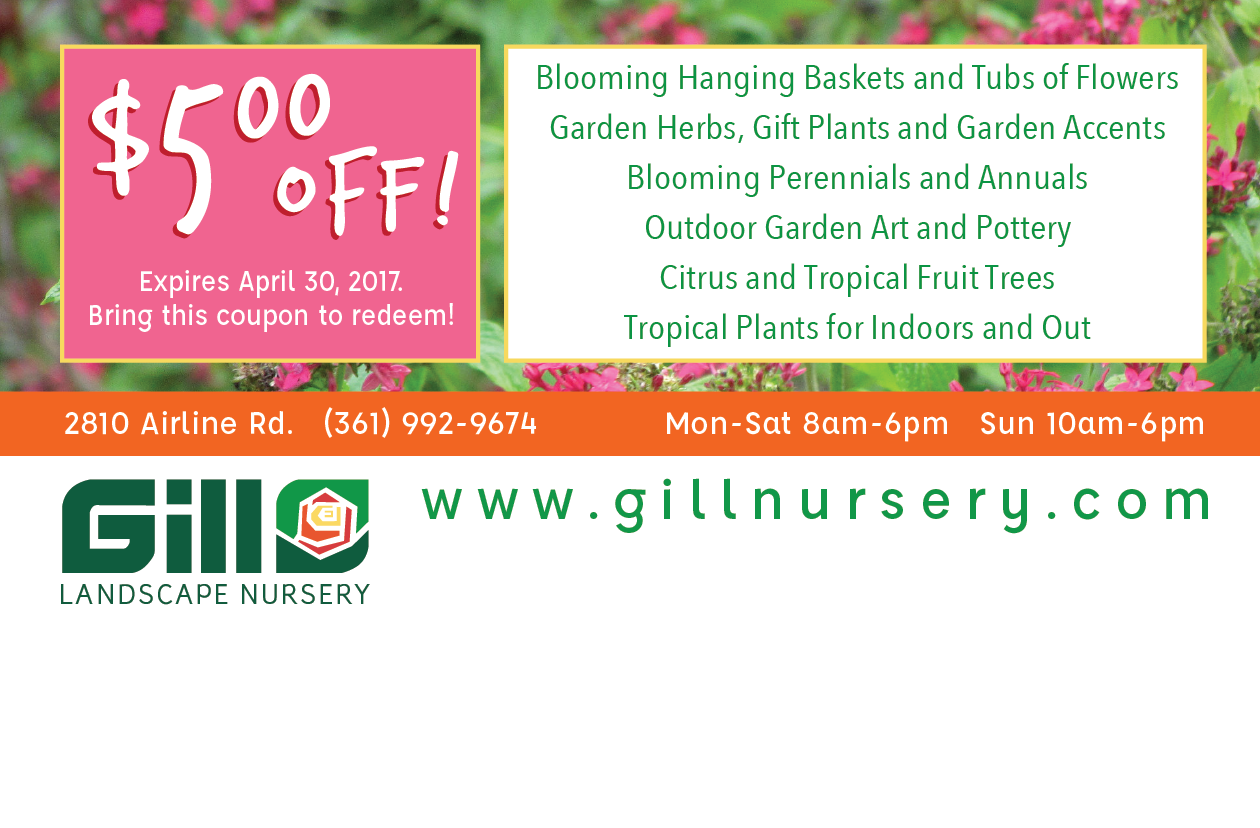 $5.00
OFF!
Expires April 30, 2017.
Bring this coupon to redeem!
Blooming Hanging Baskets and Tubs of Flowers
Garden Herbs, Gift Plants and Garden Accents
Blooming Perennials and Annuals
Outdoor Garden Art and Pottery
Citrus and Tropical Fruit Trees
Tropical Plants for Indoors and Out
2810 Airline Rd. (361) 992-9674 Mon-Sat 8am-6pm Sun 10am-6pm
Gill
LANDSCAPE NURSERY
www.gillnursery.com